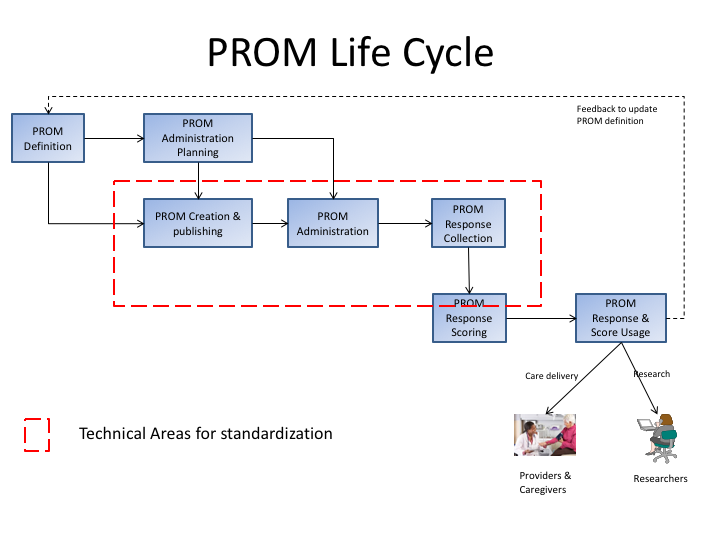 PROM Life Cycle
Feedback to update
PROM definition
PROM
Definition
PROM
Administration
Planning
PROM Creation &
publishing
PROM
Administration
PROM
Response
Collection
PROM
Response
Scoring
PROM
Response &
Score Usage
Care delivery
Research
Technical Areas for standardization
Providers &
Caregivers
Researchers